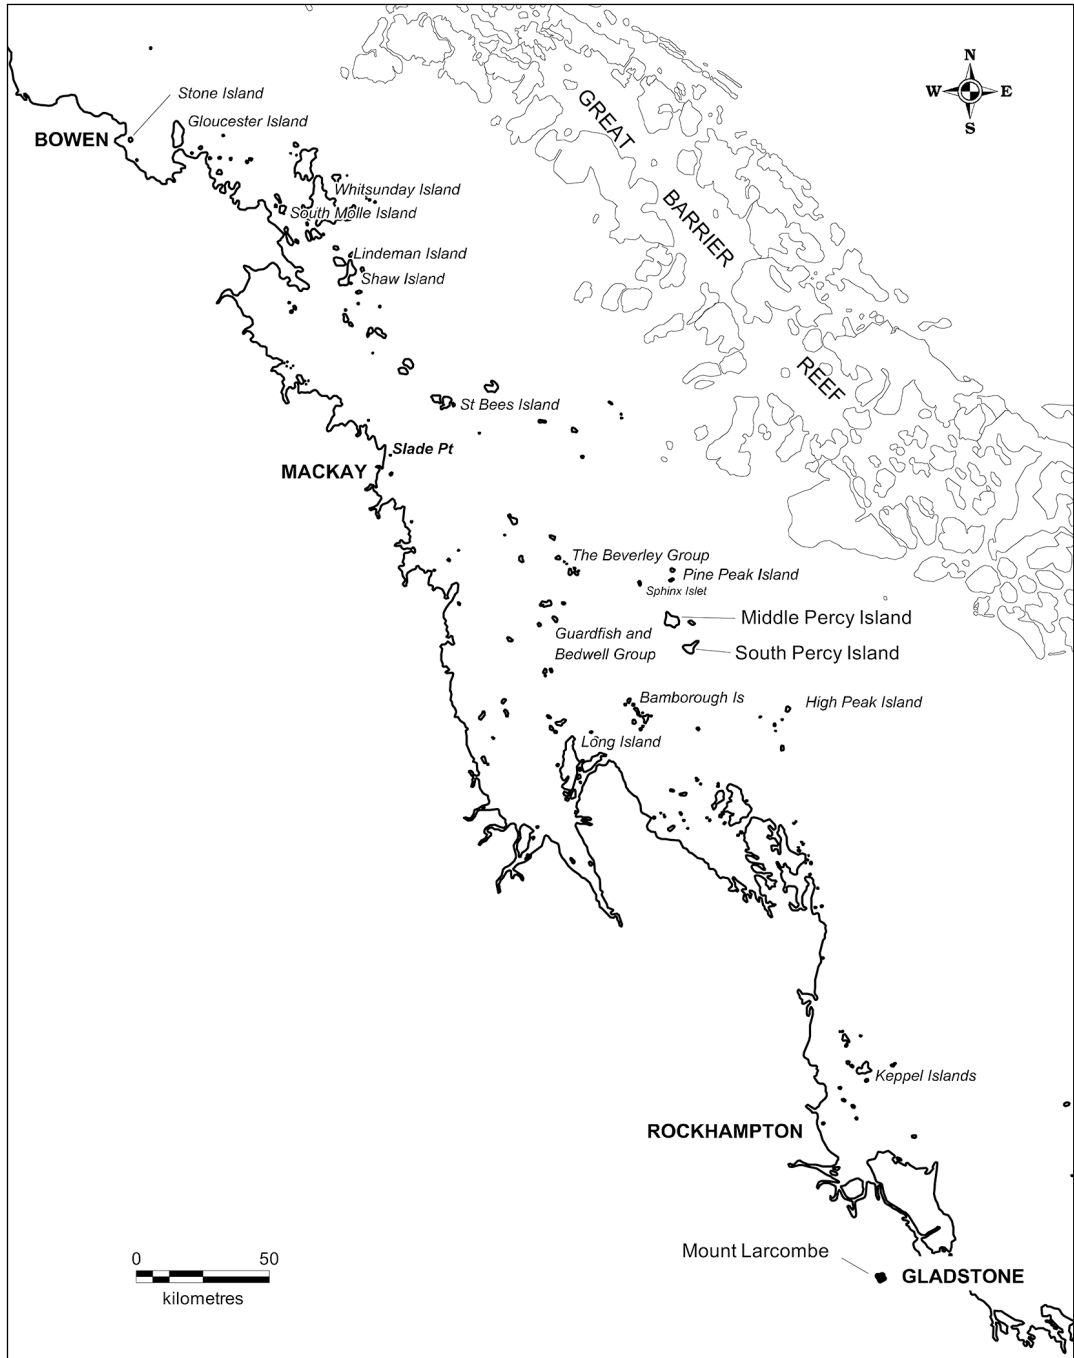 N
W E
S
Stone Island
Gloucester Island
BOWEN
GREAT
BARRIER
REEF
Whitsunday Island
South Molle Island
Lindeman Island
Shaw Island
St Bees Island
Slade Pt
MACKAY
The Beverley Group
Pine Peak Island
Sphinx Islet
Middle Percy Island
Guardfish and
Bedwell Group
South Percy Island
Bamborough Is
High Peak Island
Long Island
Keppel Islands
ROCKHAMPTON
Mount Larcombe
GLADSTONE
0 50
kilometres